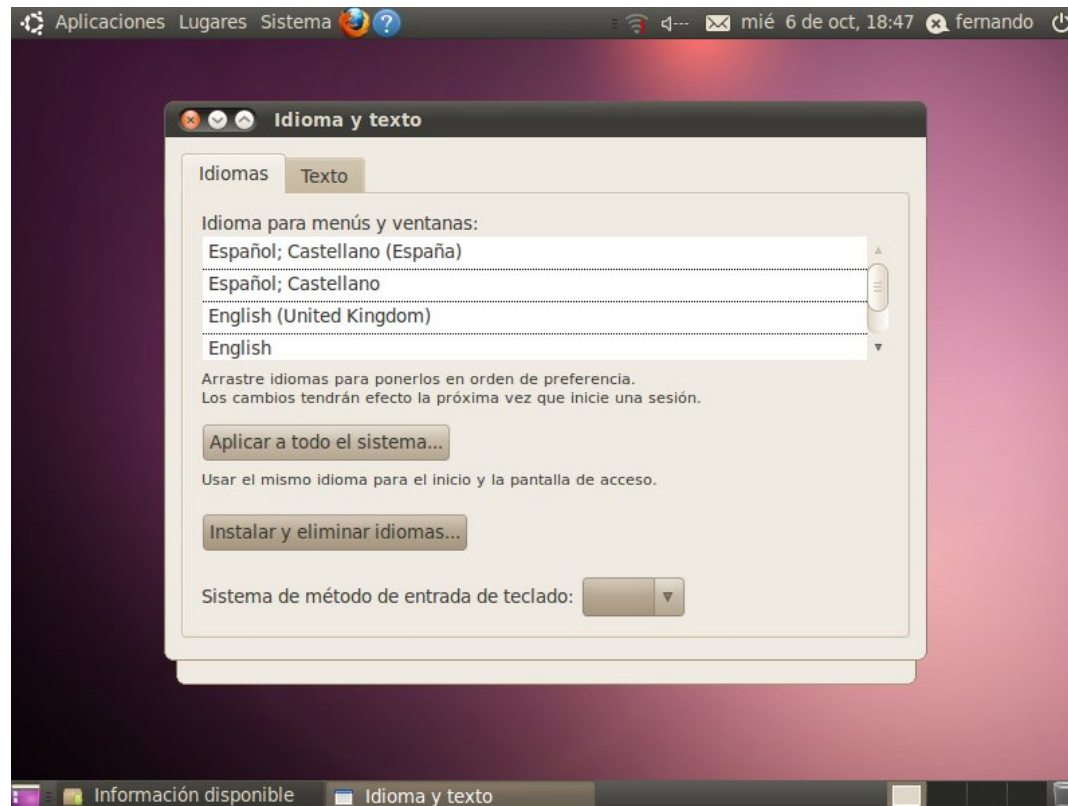 Aplicaciones Lugares Sistema ? mié 6 de oct, 18:47 fernando
Idioma y texto
Idiomas Texto
Idioma para menús y ventanas:
Español; Castellano (España)
Español; Castellano
English (United Kingdom)
English
Arrastre idiomas para ponerlos en orden de preferencia.
Los cambios tendrán efecto la próxima vez que inicie una sesión.
Aplicar a todo el sistema...
Usar el mismo idioma para el inicio y la pantalla de acceso.
Instalar y eliminar idiomas...
Sistema de método de entrada de teclado:
Información disponible Idioma y texto